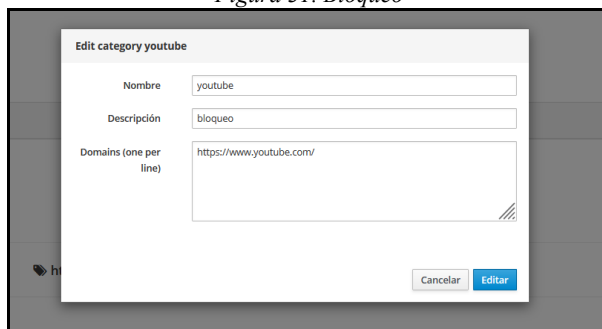 Figura 31. Bloqueo
Edit category youtube
Nombre
youtube
Descripción
bloqueo
Domains (one per
line)
https://www.youtube.com/
Cancelar
Editar